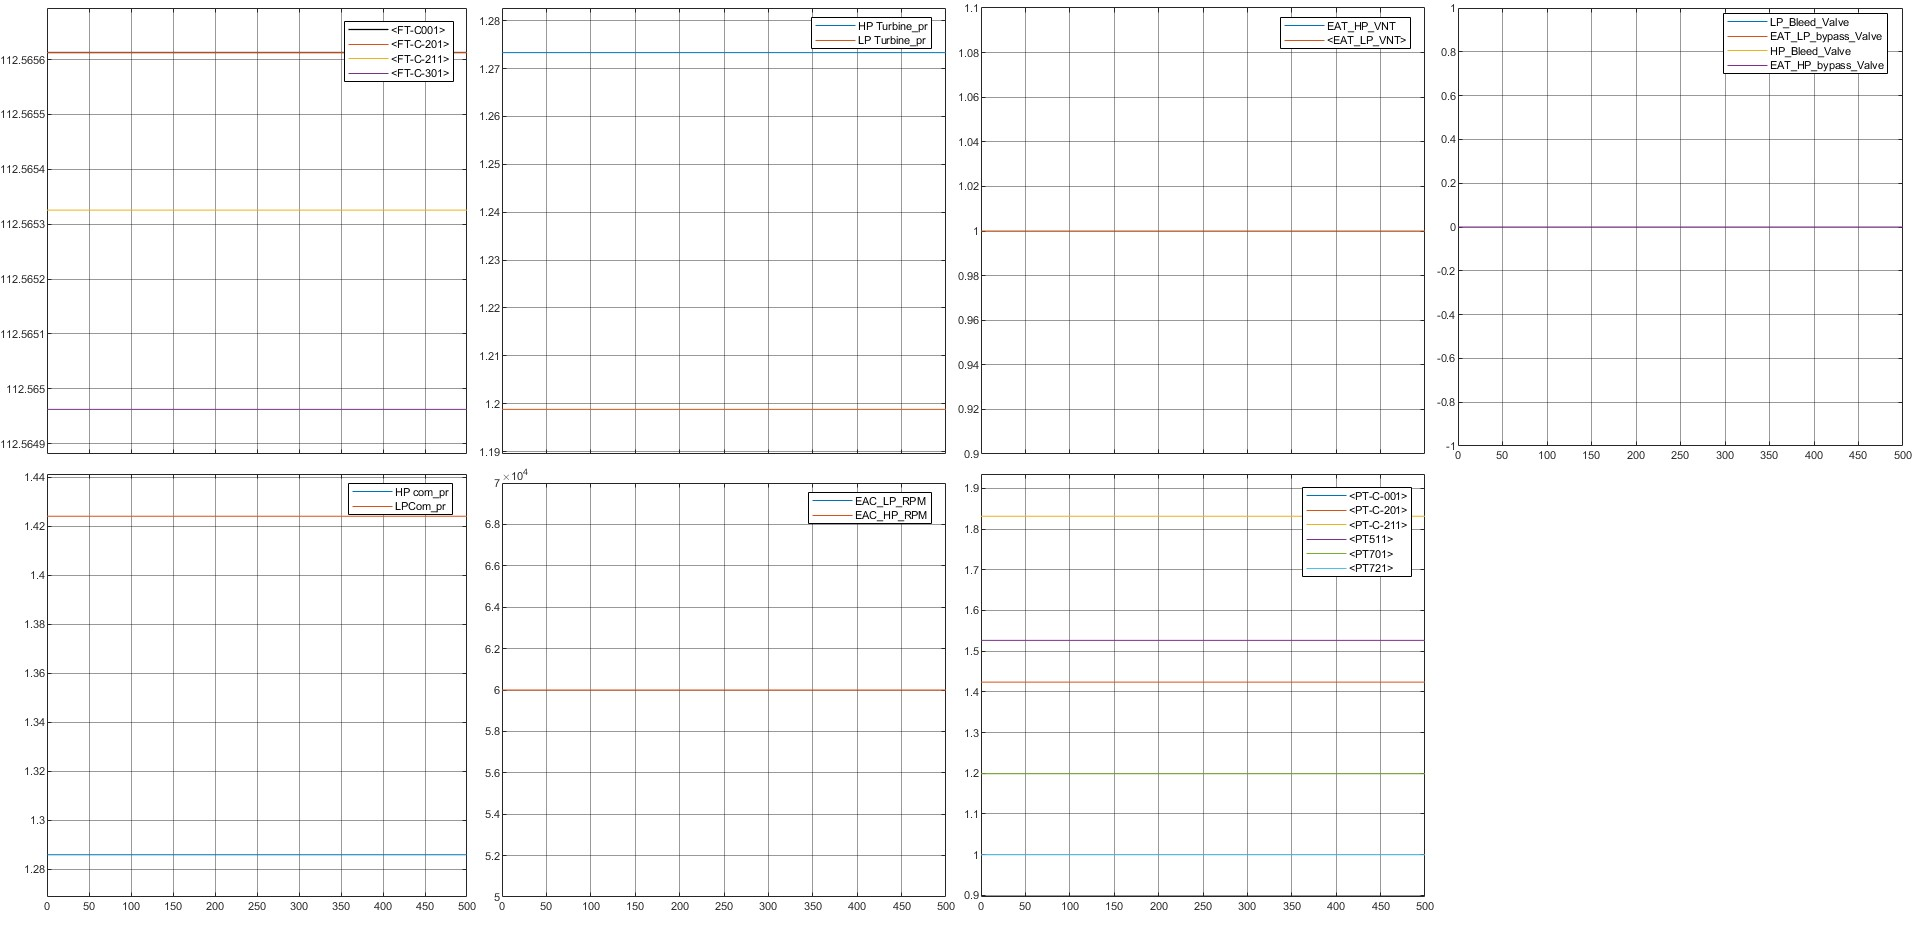 <FT-C001>
<FT-C-201>
<FT-C-211>
<FT-C-301>
112.5656
112.5655
112.5654
112.5653
112.5652
112.5651
112.565
112.5649
HP Turbine_pr
LP Turbine_pr
1.28
1.27
1.26
1.25
1.24
1.23
1.22
1.21
1.2
1.19
EAT_HP_VNT
<EAT_LP_VNT>
1.1
1.08
1.06
1.04
1.02
1
0.98
0.96
0.94
0.92
0.9
LP_Bleed_Valve
EAT_LP_bypass_Valve
HP_Bleed_Valve
EAT_HP_bypass_Valve
1
0.8
0.6
0.4
0.2
0
-0.2
-0.4
-0.6
-0.8
-1
0 50 100 150 200 250 300 350 400 450 500
HP com_pr
LPCom_pr
1.44
1.42
1.4
1.38
1.36
1.34
1.32
1.3
1.28
0 50 100 150 200 250 300 350 400 450 500
×10⁴
EAC_LP_RPM
EAC_HP_RPM
7
6.8
6.6
6.4
6.2
6
5.8
5.6
5.4
5.2
5
0 50 100 150 200 250 300 350 400 450 500
<PT-C-001>
<PT-C-201>
<PT-C-211>
<PT511>
<PT701>
<PT721>
1.9
1.8
1.7
1.6
1.5
1.4
1.3
1.2
1.1
1
0.9
0 50 100 150 200 250 300 350 400 450 500